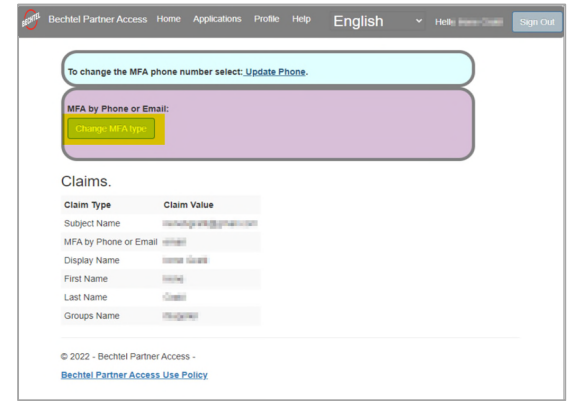 BECHTEL Bechtel Partner Access Home Applications Profile Help English Hello Sign Out
To change the MFA phone number select: Update Phone.
MFA by Phone or Email:
Change MFA type
Claims.
Claim Type Claim Value
Subject Name
MFA by Phone or Email
Display Name
First Name
Last Name
Groups Name
© 2022 - Bechtel Partner Access -
Bechtel Partner Access Use Policy